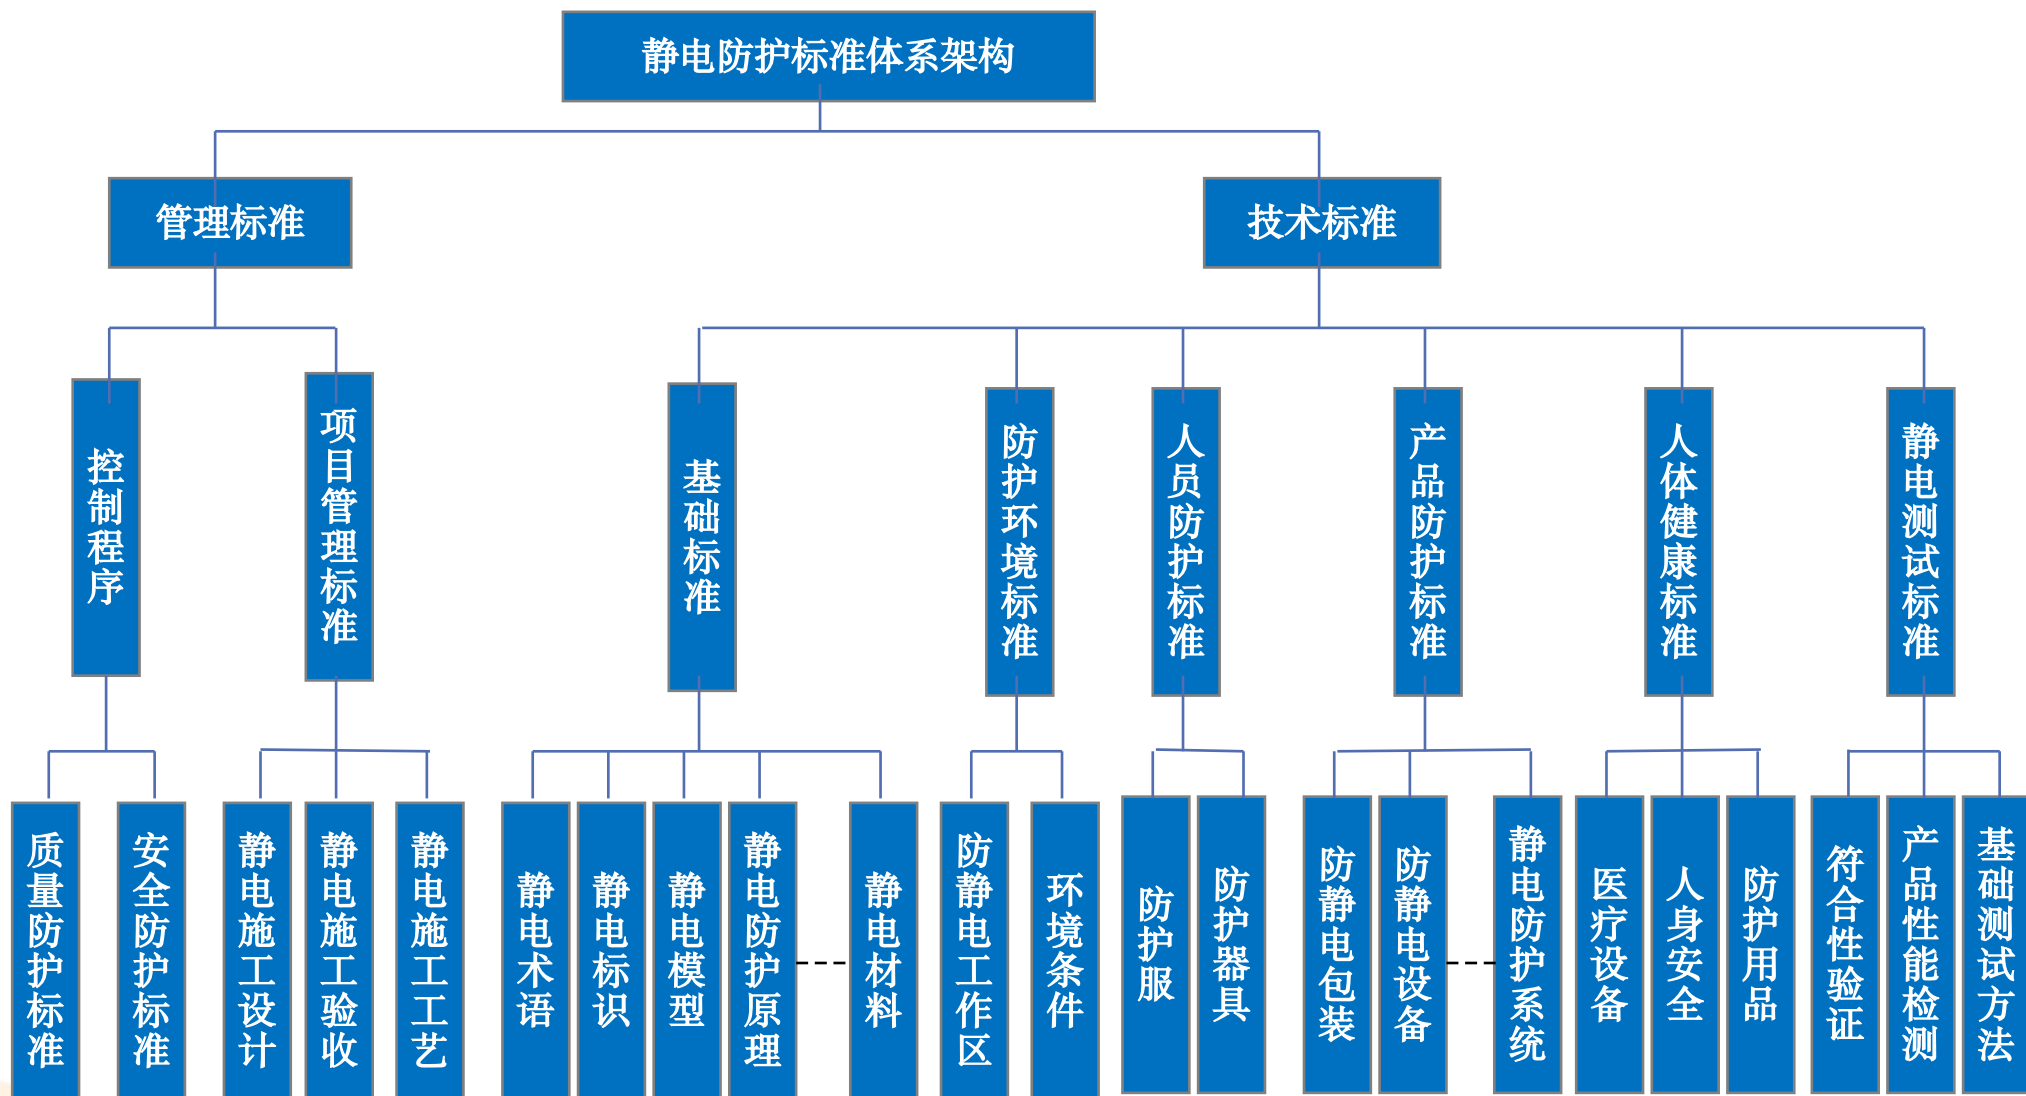 静电防护标准体系架构
管理标准
技术标准
控制程序
项目管理标准
基础标准
防护环境标准
人员防护标准
产品防护标准
人体健康标准
静电测试标准
质量防护标准
安全防护标准
静电施工设计
静电施工验收
静电施工工艺
静电术语
静电标识
静电模型
静电防护原理
静电材料
防静电工作区
环境条件
防护服
防护器具
防静电包装
防静电设备
静电防护系统
医疗设备
人身安全
防护用品
符合性验证
产品性能检测
基础测试方法